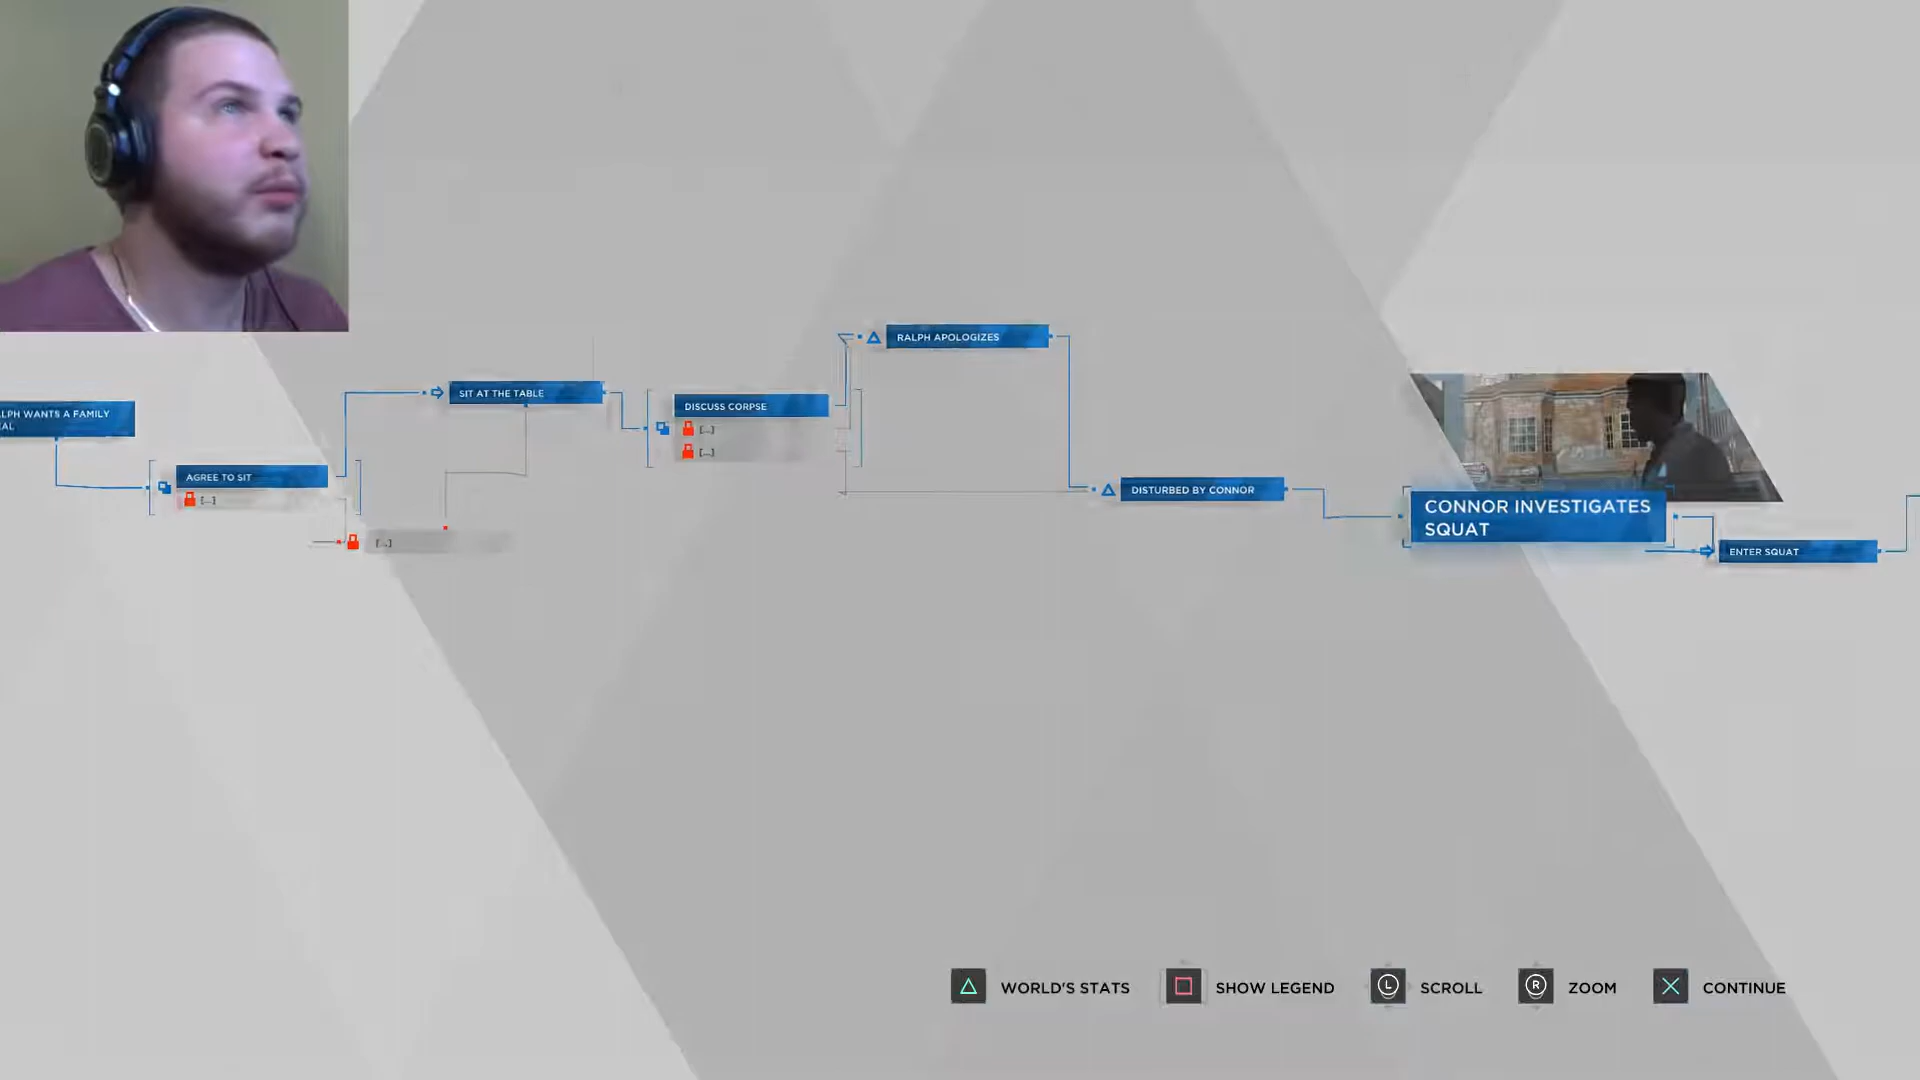 RALPH APOLOGIZES
SIT AT THE TABLE
DISCUSS CORPSE
[...]
[...]
LPH WANTS A FAMILY
EAL
AGREE TO SIT
[...]
[...]
DISTURBED BY CONNOR
CONNOR INVESTIGATES
SQUAT
ENTER SQUAT
WORLD'S STATS
SHOW LEGEND
L
SCROLL
R
ZOOM
CONTINUE